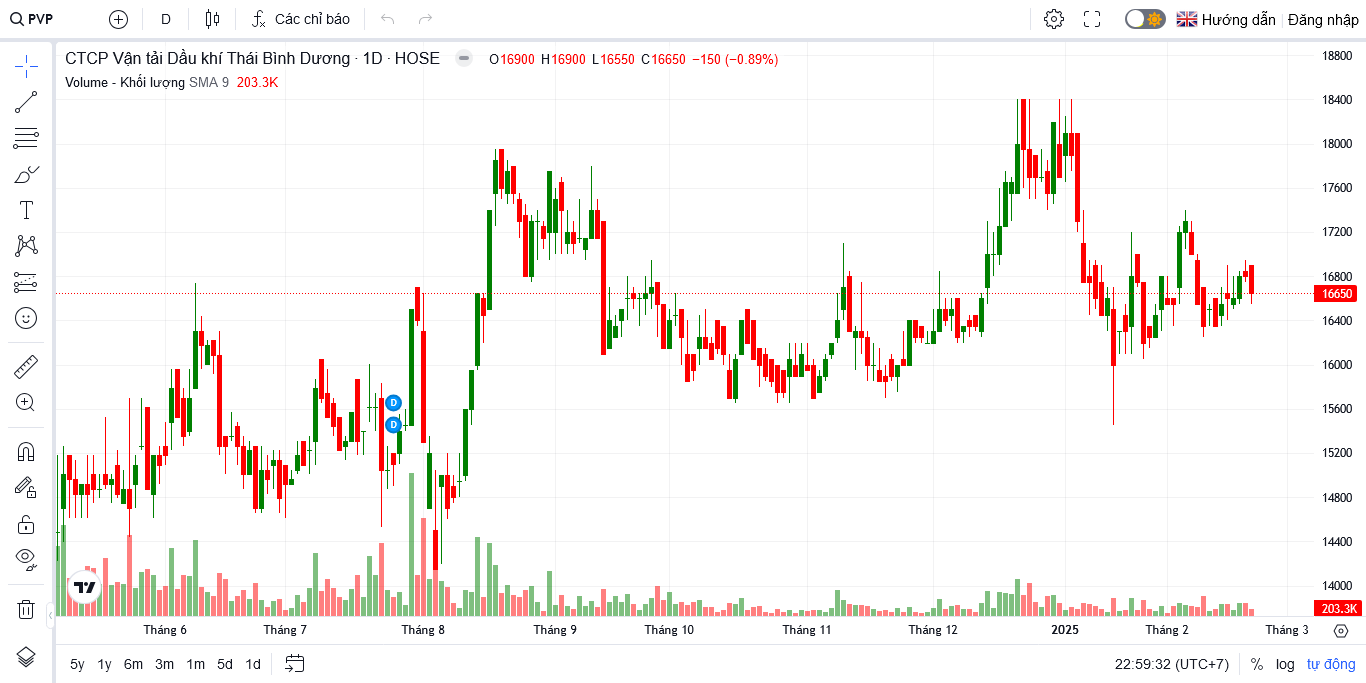 PVP D Các chỉ báo Hướng dẫn Đăng nhập
CTCP Vận tải Dầu khí Thái Bình Dương · 1D · HOSE O16900 H16900 L16550 C16650 −150 (−0.89%)
Volume - Khối lượng SMA 9 203.3K
18800
18400
18000
17600
17200
16800
16650
16400
16000
15600
15200
14800
14400
14000
203.3K
D
D
Tháng 6 Tháng 7 Tháng 8 Tháng 9 Tháng 10 Tháng 11 Tháng 12 2025 Tháng 2 Tháng 3
5y 1y 6m 3m 1m 5d 1d 22:59:32 (UTC+7) % log tự động